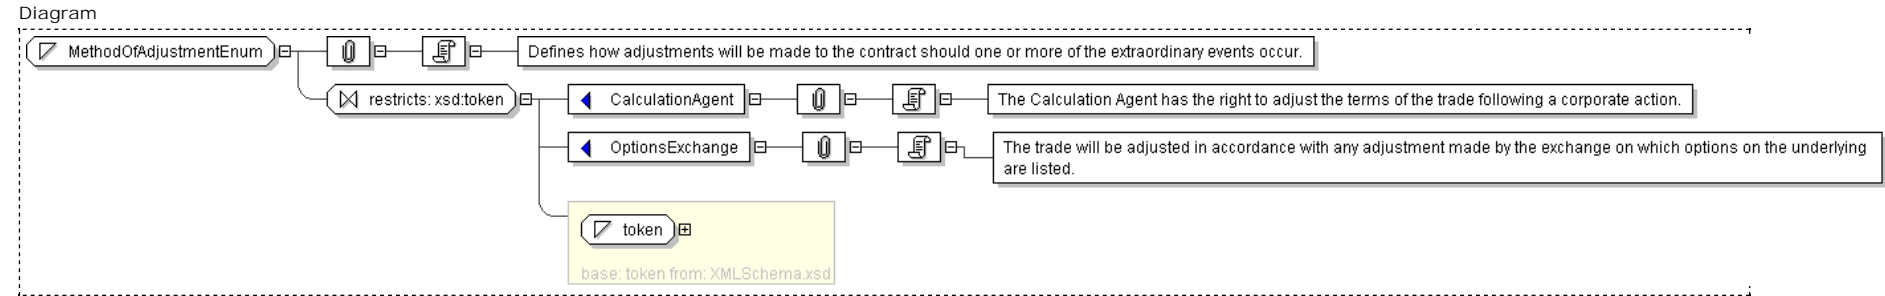 Diagram
MethodOfAdjustmentEnum
Defines how adjustments will be made to the contract should one or more of the extraordinary events occur.
restricts: xsd:token
CalculationAgent
The Calculation Agent has the right to adjust the terms of the trade following a corporate action.
OptionsExchange
The trade will be adjusted in accordance with any adjustment made by the exchange on which options on the underlying
are listed.
token
base: token from: XMLSchema.xsd